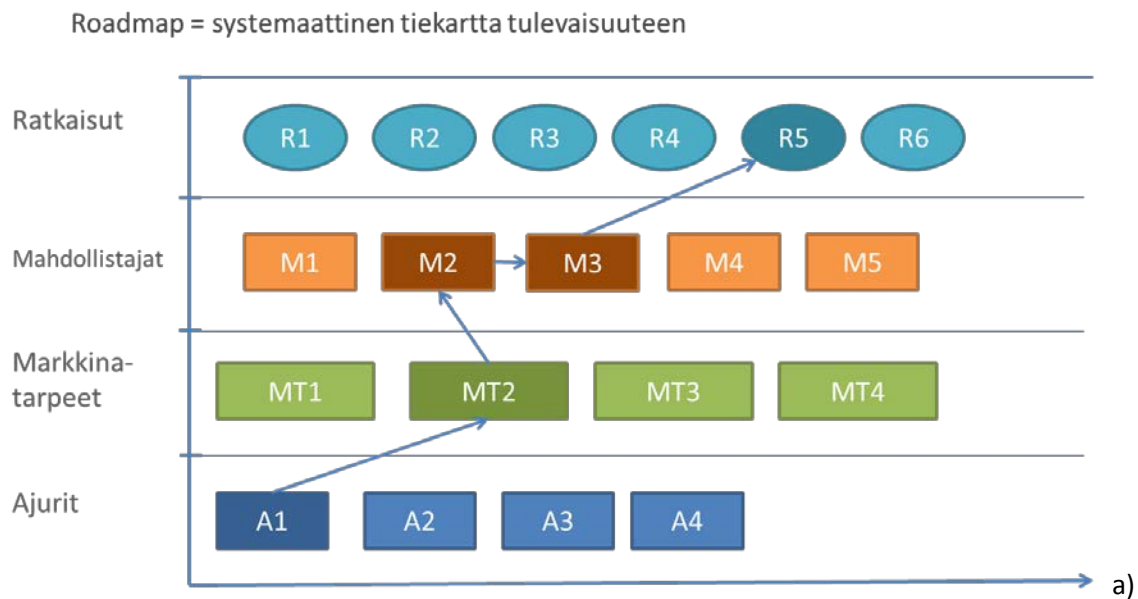 Roadmap = systemaattinen tiekartta tulevaisuuteen
Ratkaisut
R1 R2 R3 R4 R5 R6
Mahdollistajat
M1 M2 M3 M4 M5
Markkina-
tarpeet
MT1 MT2 MT3 MT4
Ajurit
A1 A2 A3 A4
a)